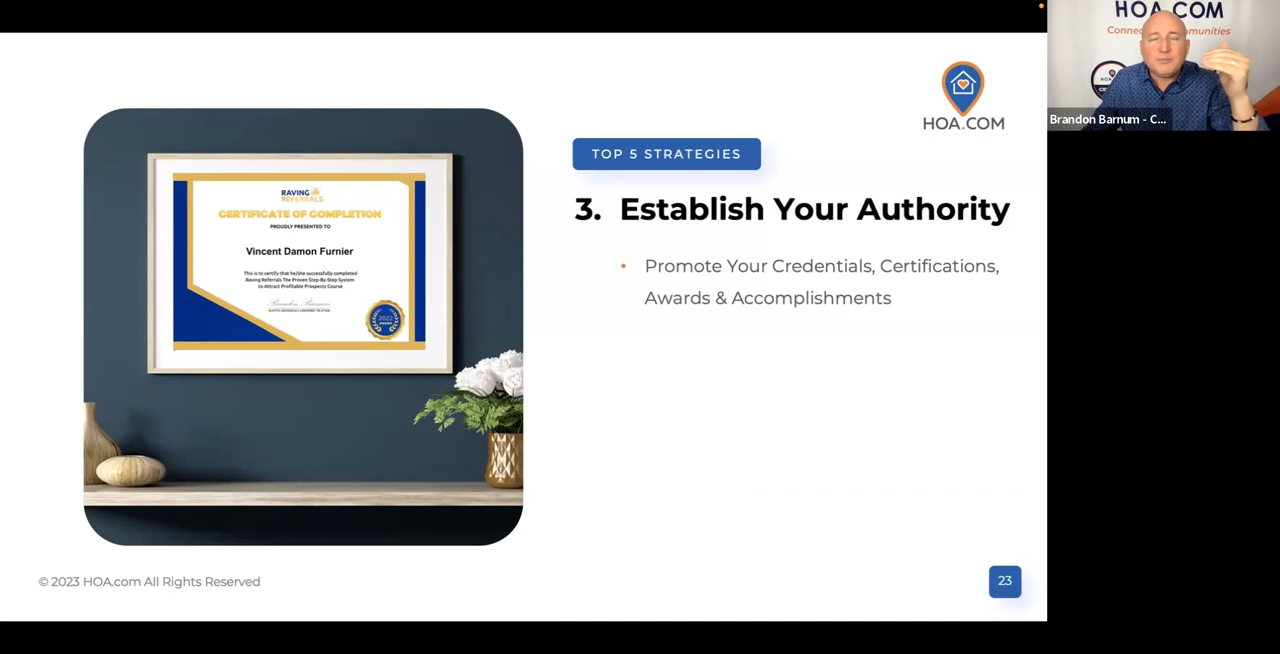 HOA.COM
Brandon Barnum - C...
HOA.COM
TOP 5 STRATEGIES
3. Establish Your Authority
• Promote Your Credentials, Certifications,
Awards & Accomplishments
RAVING
REFERRALS
CERTIFICATE OF COMPLETION
PROUDLY PRESENTED TO
Vincent Damon Furnier
This is to certify that he/she successfully completed
Raving Referrals The Proven Step-By-Step System
to Attract Profitable Prospects Course
2022
© 2023 HOA.com All Rights Reserved
23